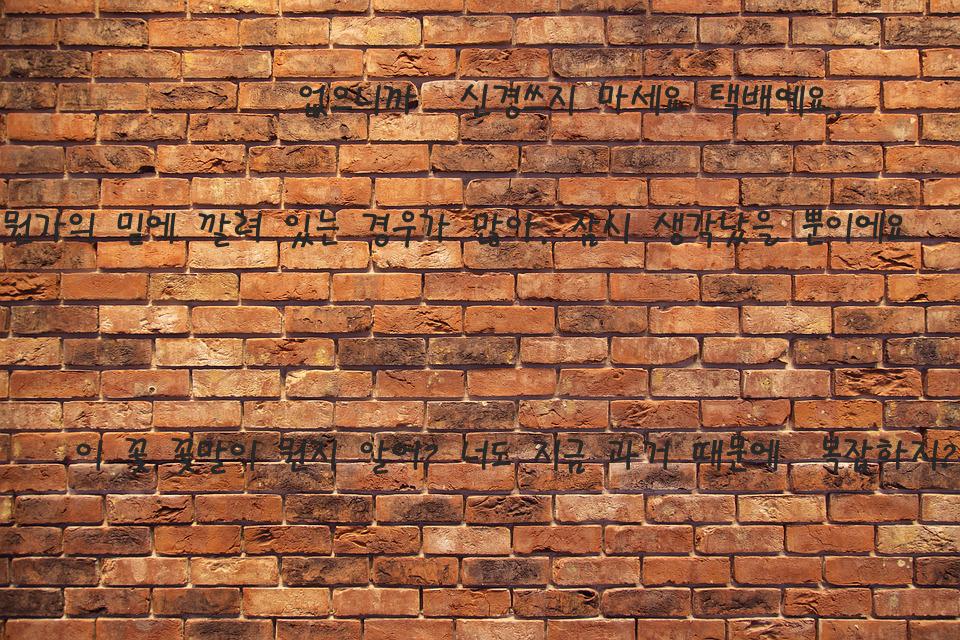 없으니까 신경쓰지 마세요 택배예요
뭔가의 밑에 깔려 있는 경우가 많아. 잠시 생각났을 뿐이에요
이 꽃 꽃말이 뭔지 알어? 너도 지금 과거 때문에 복잡하지?